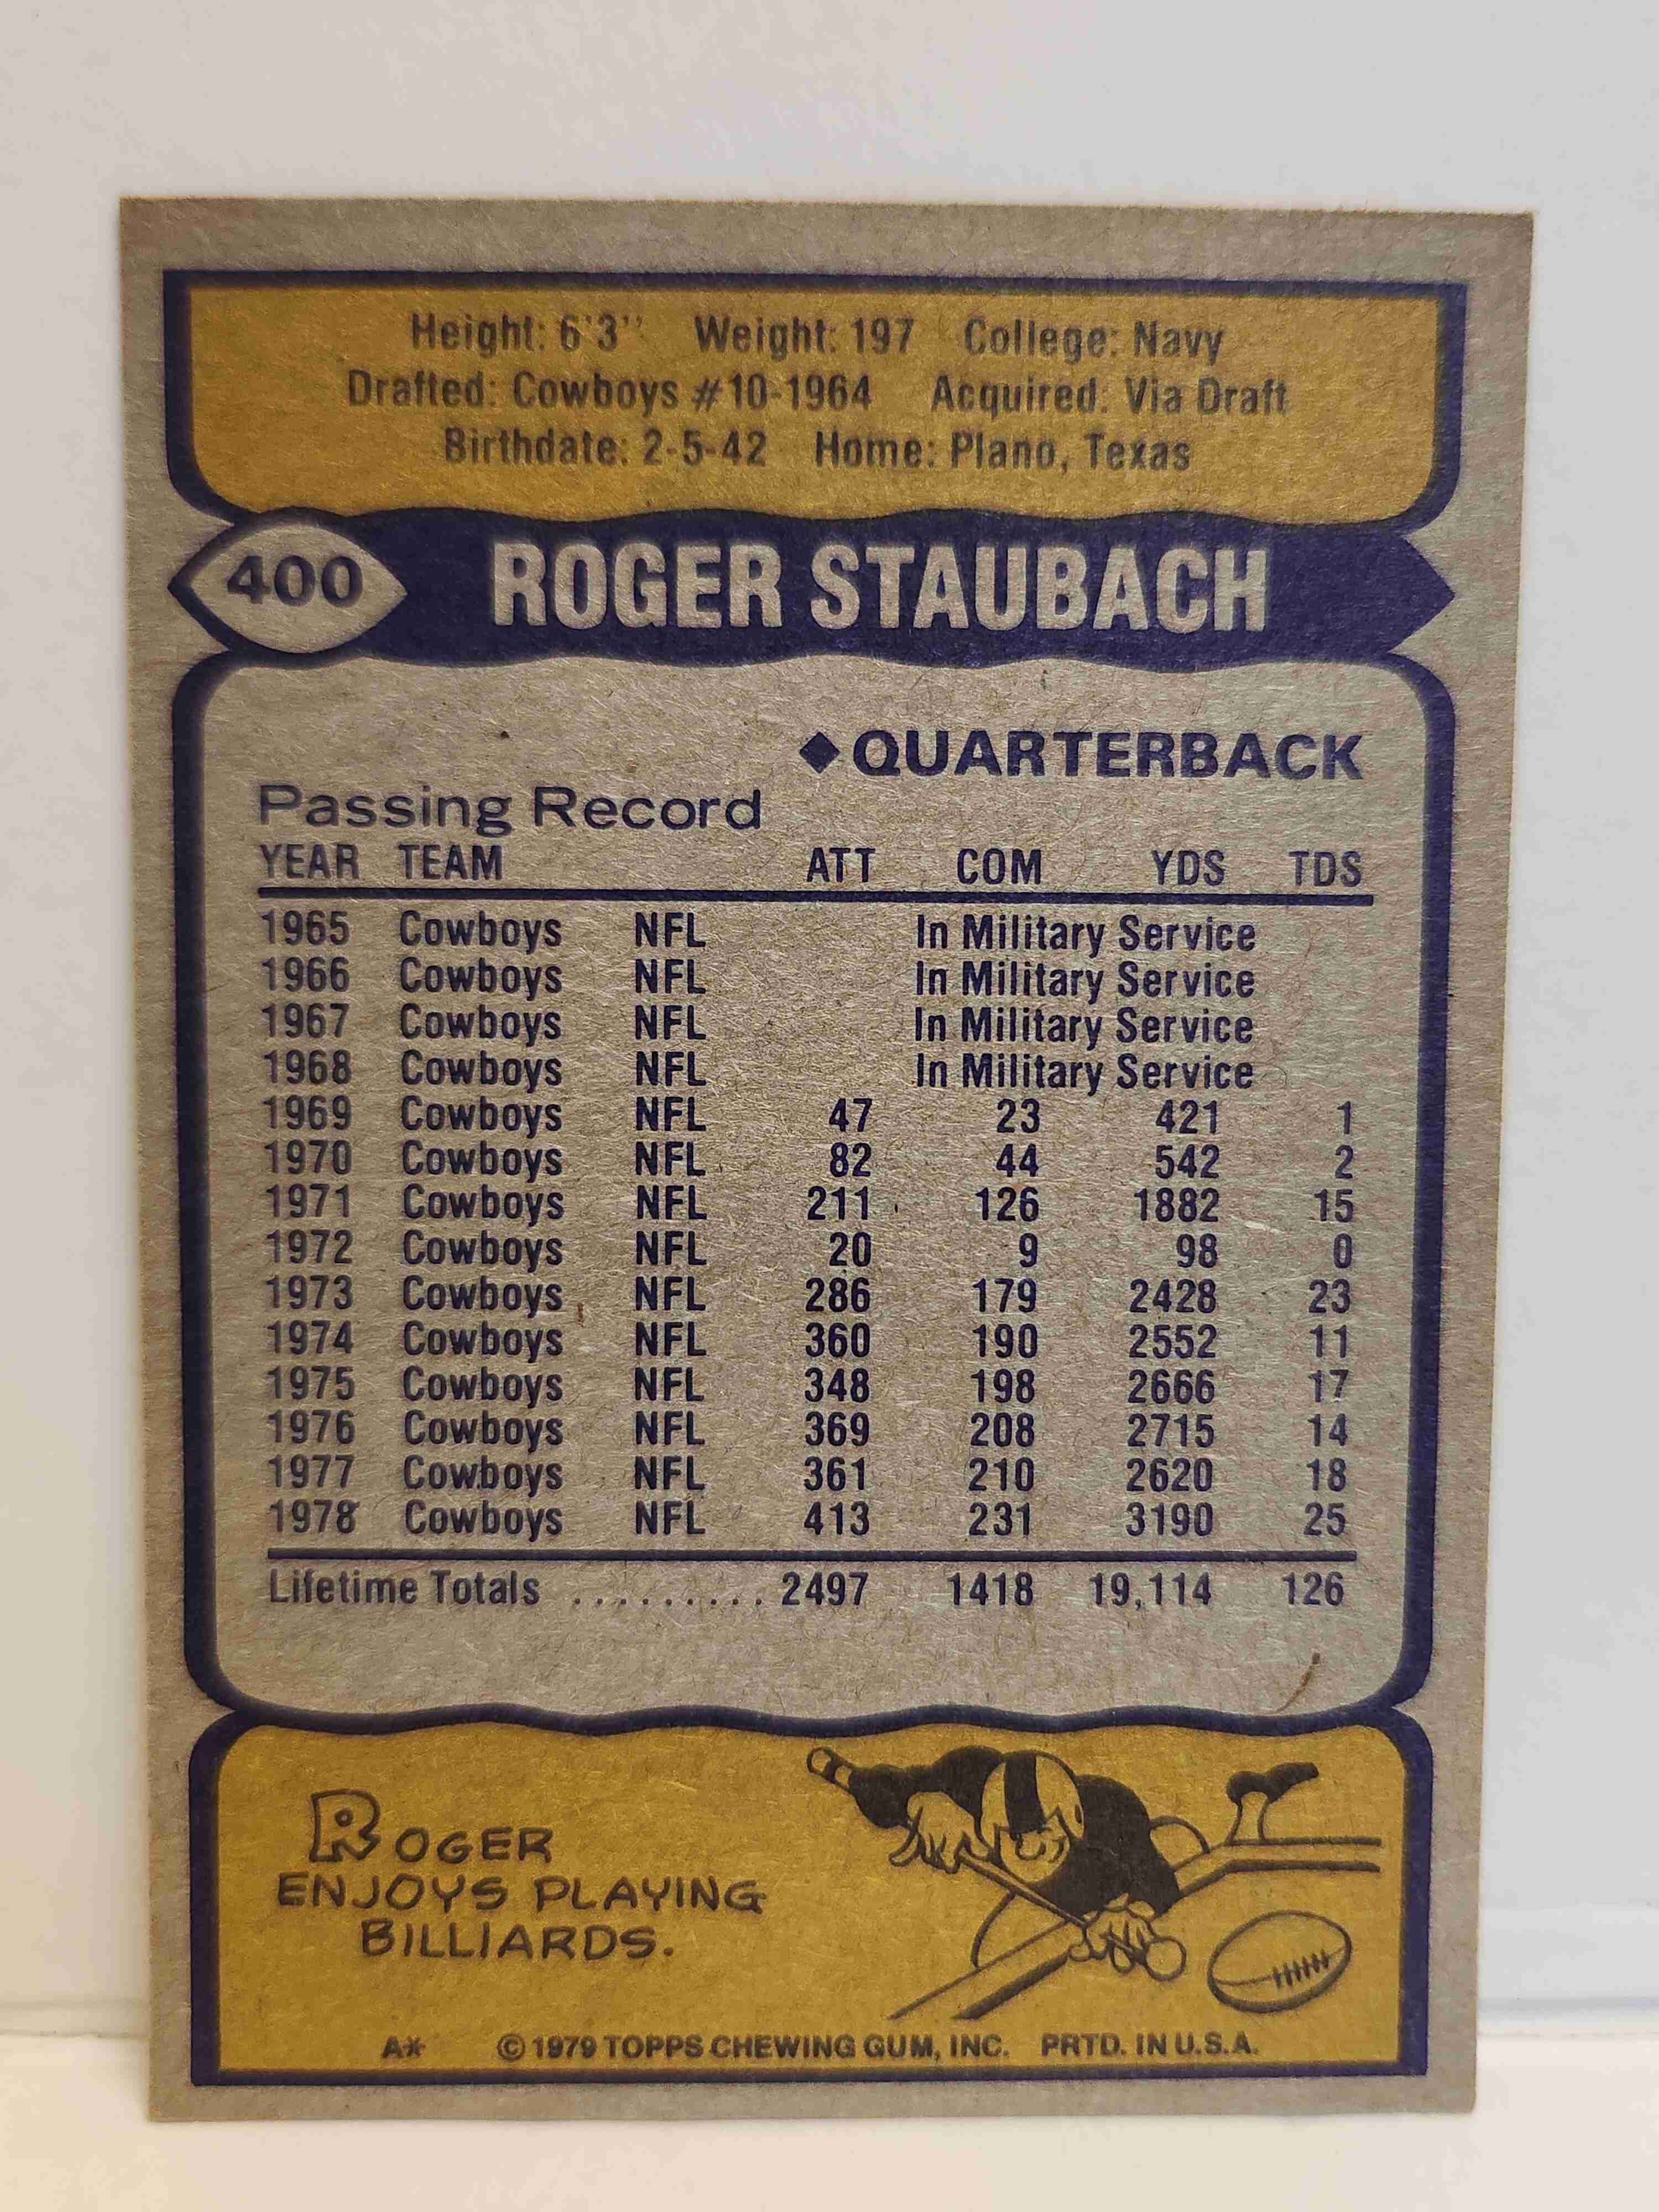 Height: 6'3" Weight: 197 College: Navy
Drafted: Cowboys #10-1964 Acquired: Via Draft
Birthdate: 2-5-42 Home: Plano, Texas
400 ROGER STAUBACH
◆QUARTERBACK
Passing Record
YEAR TEAM ATT COM YDS TDS
1965 Cowboys NFL In Military Service
1966 Cowboys NFL In Military Service
1967 Cowboys NFL In Military Service
1968 Cowboys NFL In Military Service
1969 Cowboys NFL 47 23 421 1
1970 Cowboys NFL 82 44 542 2
1971 Cowboys NFL 211 126 1882 15
1972 Cowboys NFL 20 9 98 0
1973 Cowboys NFL 286 179 2428 23
1974 Cowboys NFL 360 190 2552 11
1975 Cowboys NFL 348 198 2666 17
1976 Cowboys NFL 369 208 2715 14
1977 Cowboys NFL 361 210 2620 18
1978 Cowboys NFL 413 231 3190 25
Lifetime Totals ......... 2497 1418 19,114 126
ROGER
ENJOYS PLAYING
BILLIARDS.
A* © 1979 TOPPS CHEWING GUM, INC. PRTD. IN U.S.A.